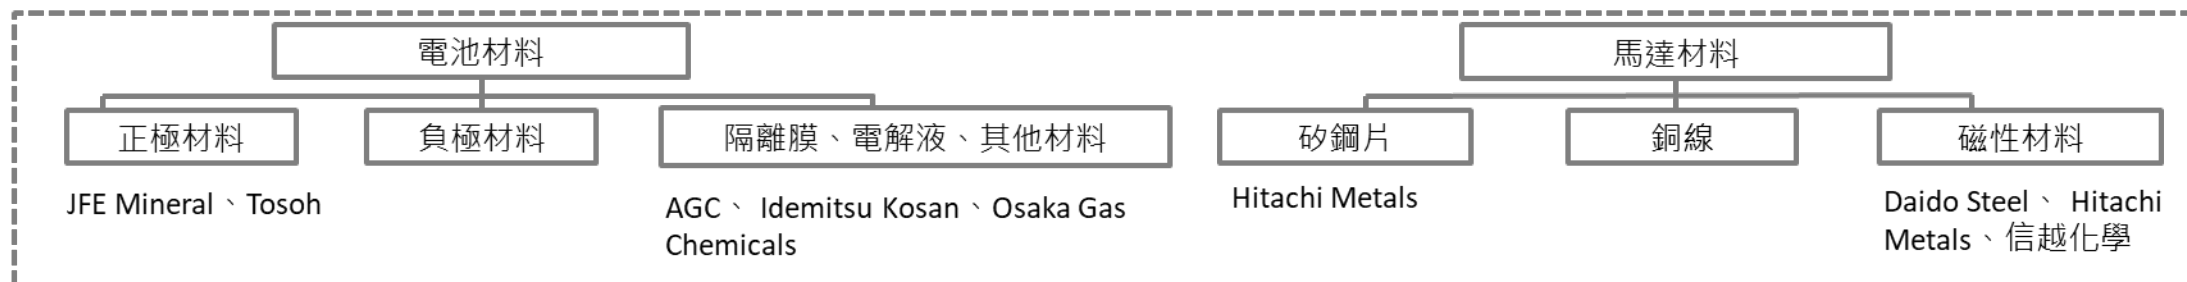 電池材料
馬達材料
正極材料
負極材料
隔離膜、電解液、其他材料
矽鋼片
銅線
磁性材料
JFE Mineral、Tosoh
AGC、 Idemitsu Kosan、Osaka Gas
Chemicals
Hitachi Metals
Daido Steel、 Hitachi
Metals、信越化學